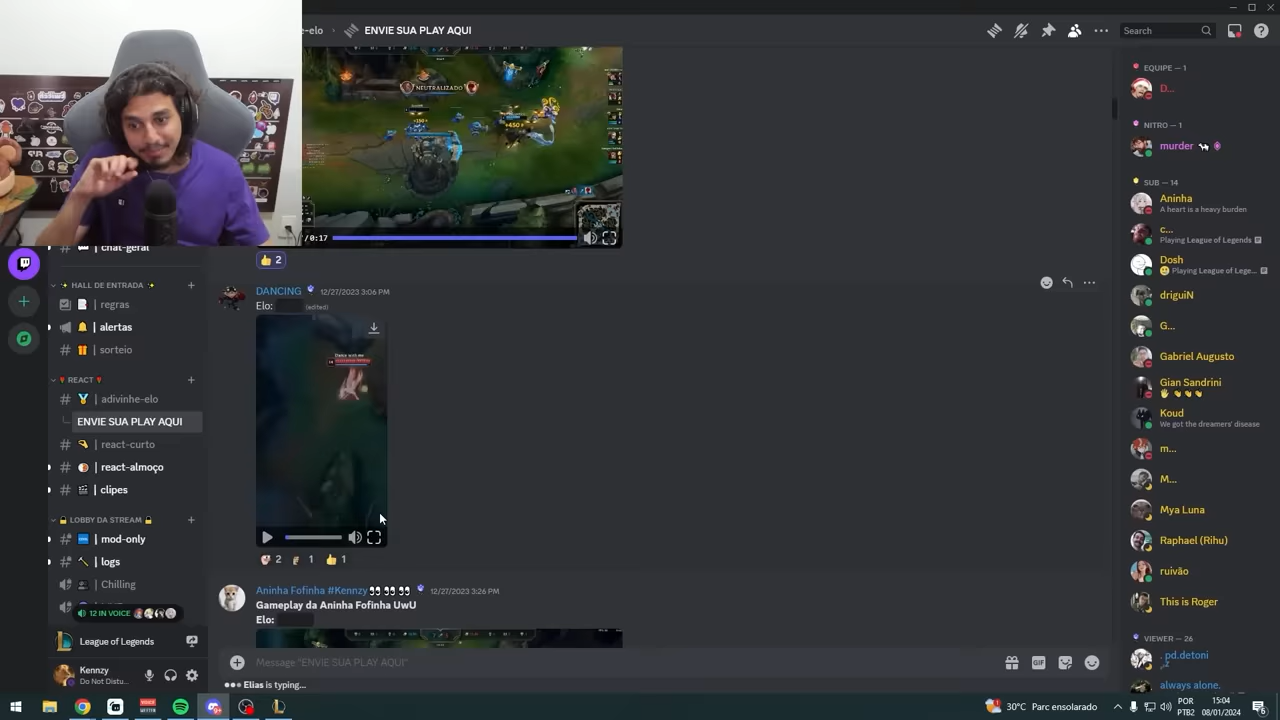 -elo
ENVIE SUA PLAY AQUI
Search
NEUTRALIZADO
/0:17
2
# | chat-geral
✨ HALL DE ENTRADA ✨
| regras
| alertas
| sorteio
REACT
| adivinhe-elo
ENVIE SUA PLAY AQUI
| react-curto
| react-almoço
| clipes
LOBBY DA STREAM
| mod-only
| logs
| Chilling
12 IN VOICE
League of Legends
Kennzy
Do Not Distu...
DANCING 12/27/2023 3:06 PM
Elo: (edited)
2 1 1
Aninha Fofinha #Kennzy👀👀👀 12/27/2023 3:26 PM
Gameplay da Aninha Fofinha UwU
Elo:
Message "ENVIE SUA PLAY AQUI"
GIF
Elias is typing...
EQUIPE — 1
D...
NITRO — 1
murder
SUB — 14
Aninha
A heart is a heavy burden
c...
Playing League of Legends
Dosh
Playing League of Lege...
driguiN
G...
Gabriel Augusto
Gian Sandrini
Koud
We got the dreamers' disease
m...
M...
Mya Luna
Raphael (Rihu)
ruivão
This is Roger
VIEWER — 26
. pd.detoni
always alone.
30°C Parc ensolarado
POR
PTB2
15:04
08/01/2024